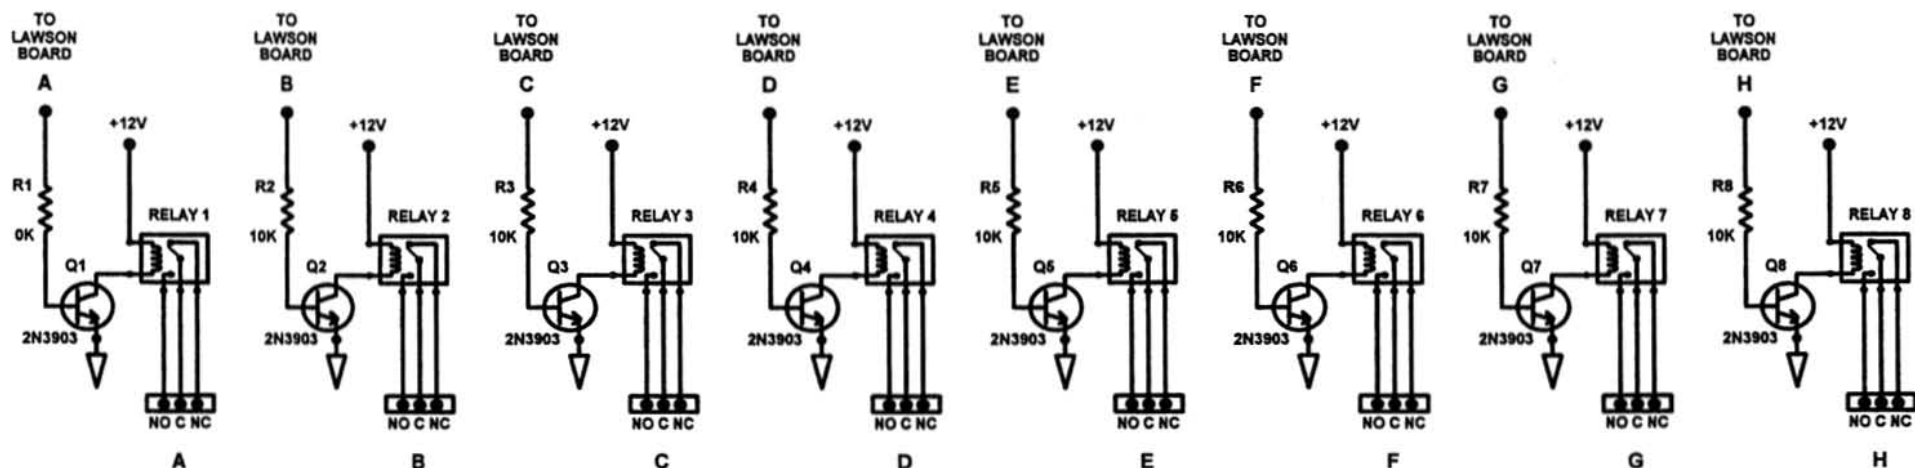 TO
LAWSON
BOARD
A
+12V
R1
0K
RELAY 1
Q1
2N3903
NO C NC
A
TO
LAWSON
BOARD
B
+12V
R2
10K
RELAY 2
Q2
2N3903
NO C NC
B
TO
LAWSON
BOARD
C
+12V
R3
10K
RELAY 3
Q3
2N3903
NO C NC
C
TO
LAWSON
BOARD
D
+12V
R4
10K
RELAY 4
Q4
2N3903
NO C NC
D
TO
LAWSON
BOARD
E
+12V
R5
10K
RELAY 5
Q5
2N3903
NO C NC
E
TO
LAWSON
BOARD
F
+12V
R6
10K
RELAY 6
Q6
2N3903
NO C NC
F
TO
LAWSON
BOARD
G
+12V
R7
10K
RELAY 7
Q7
2N3903
NO C NC
G
TO
LAWSON
BOARD
H
+12V
R8
10K
RELAY 8
Q8
2N3903
NO C NC
H